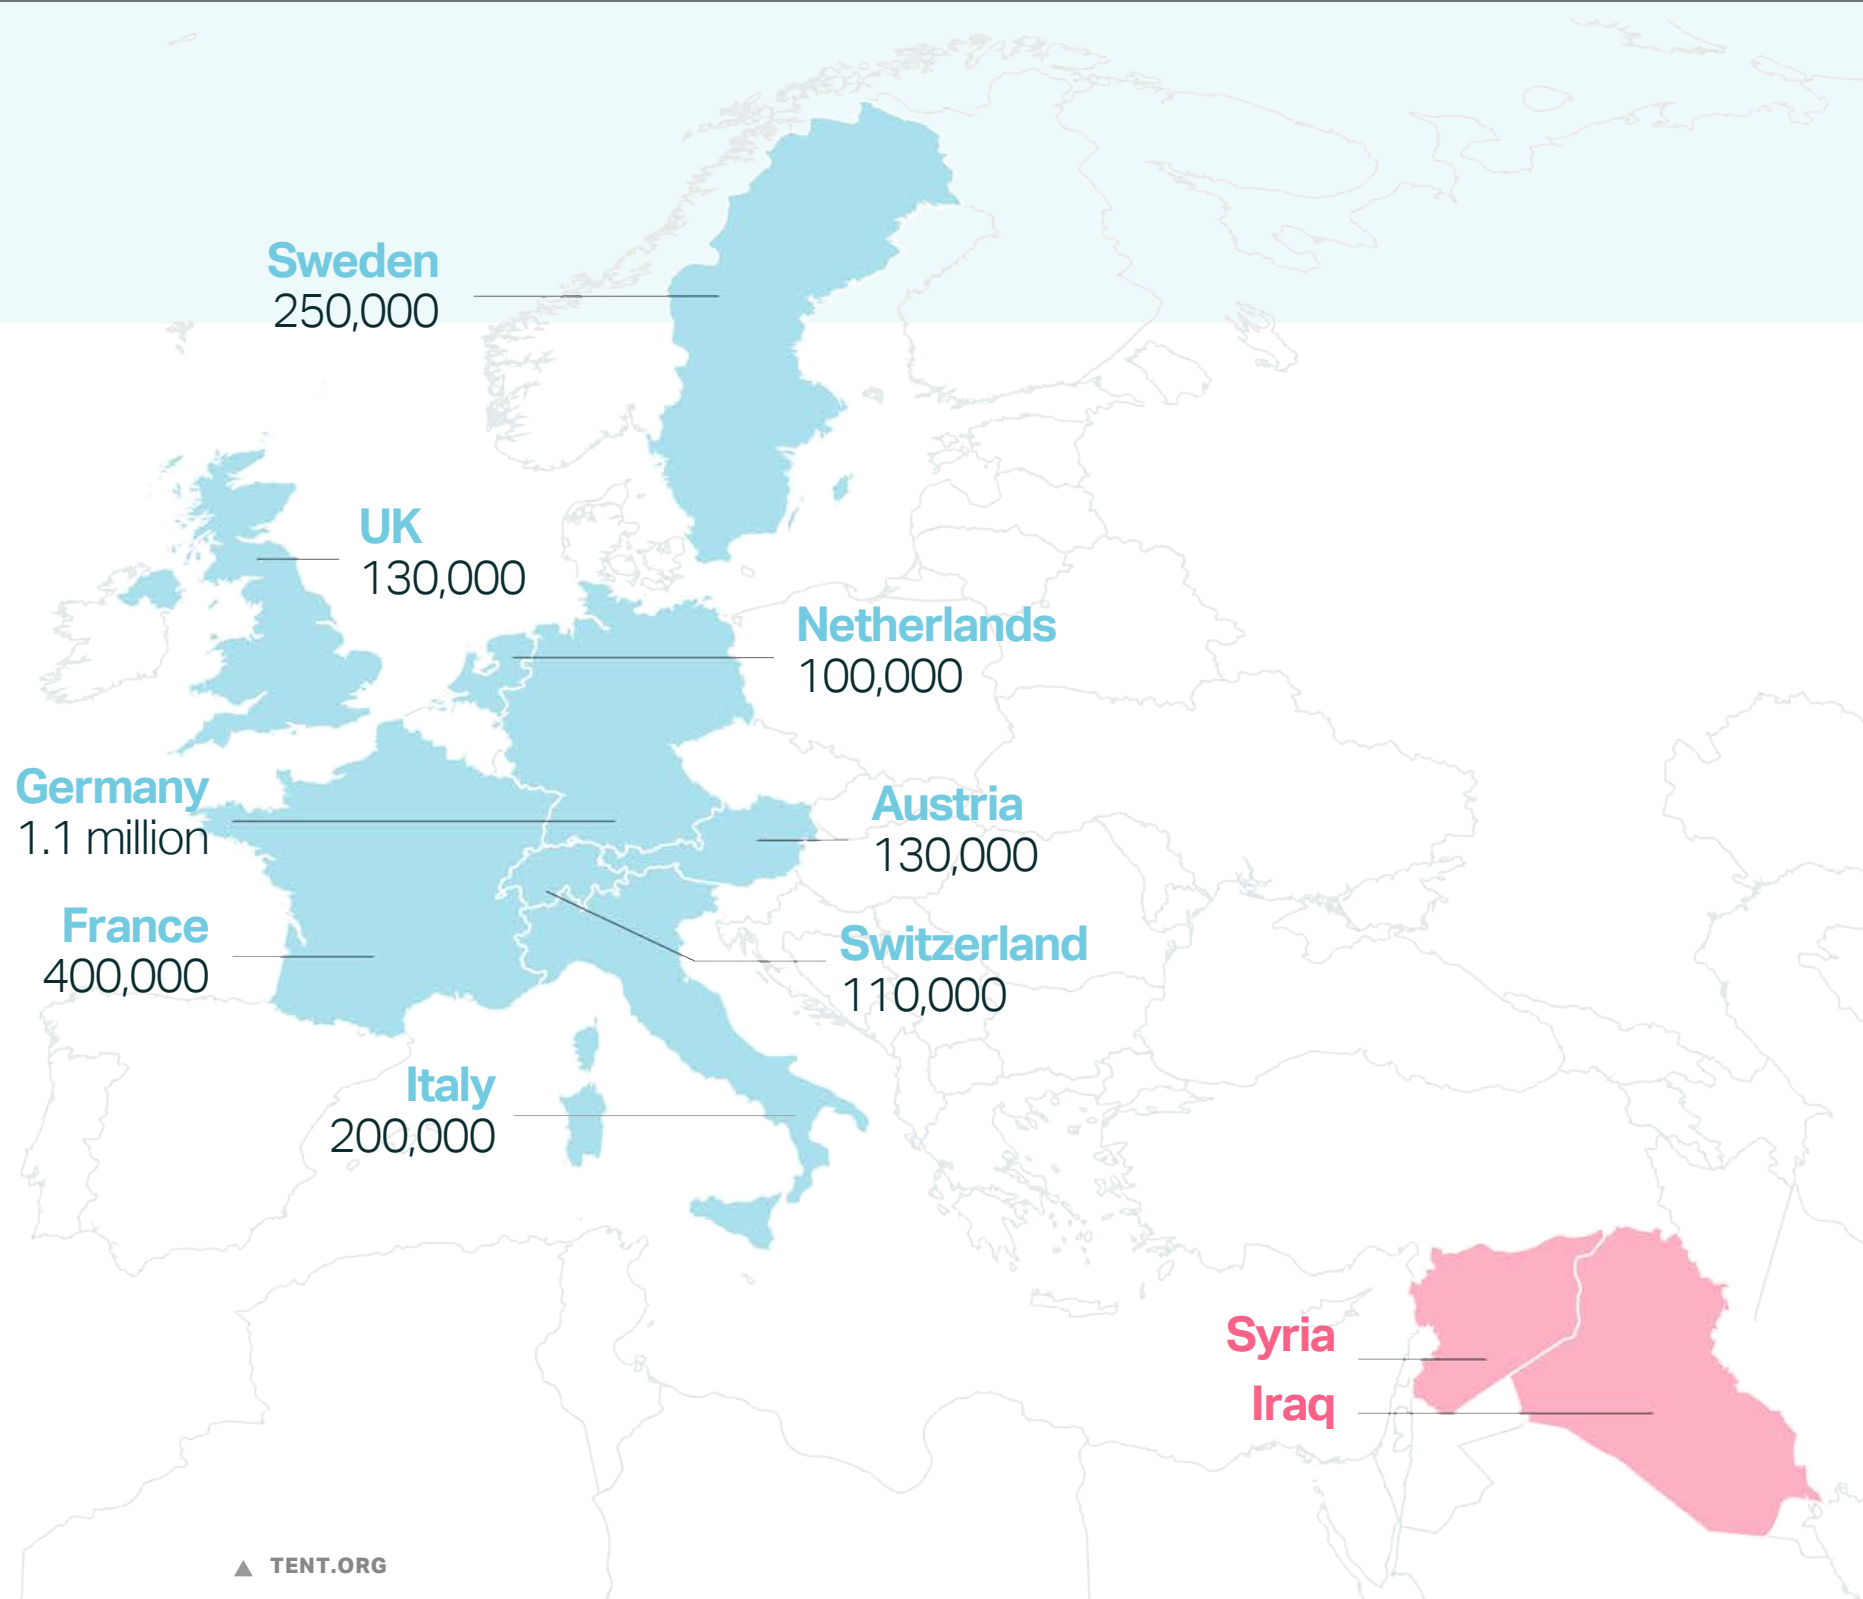 Sweden
250,000
UK
130,000
Netherlands
100,000
Germany
1.1 million
Austria
130,000
France
400,000
Switzerland
110,000
Italy
200,000
Syria
Iraq
▲ TENT.ORG